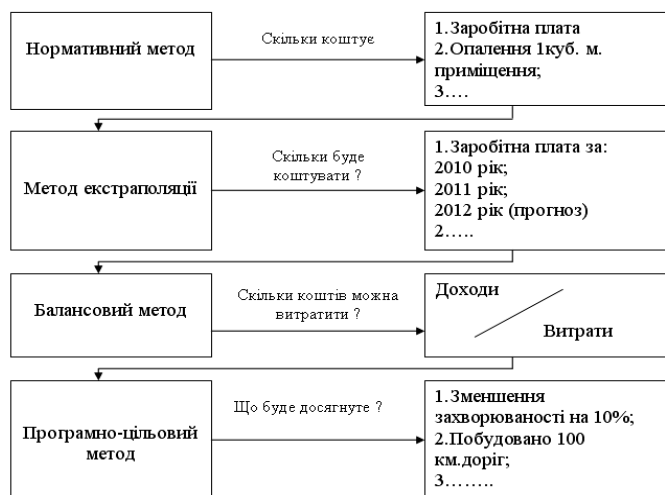 Нормативний метод
Скільки коштує
1.Заробітна плата
2.Опалення 1куб. м.
приміщення;
3….
Метод екстраполяції
Скільки буде
коштувати ?
1.Заробітна плата за:
2010 рік;
2011 рік;
2012 рік (прогноз)
2…..
Балансовий метод
Скільки коштів можна
витратити ?
Доходи
Витрати
Програмно-цільовий
метод
Що буде досягнуте ?
1.Зменшення
захворюваності на 10%;
2.Побудовано 100
км.доріг;
3……..